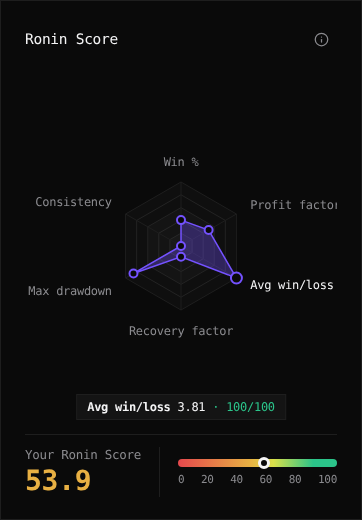 Ronin Score
Win %
Consistency
Profit factor
Max drawdown
Avg win/loss
Recovery factor
Avg win/loss 3.81 · 100/100
Your Ronin Score
53.9
0 20 40 60 80 100